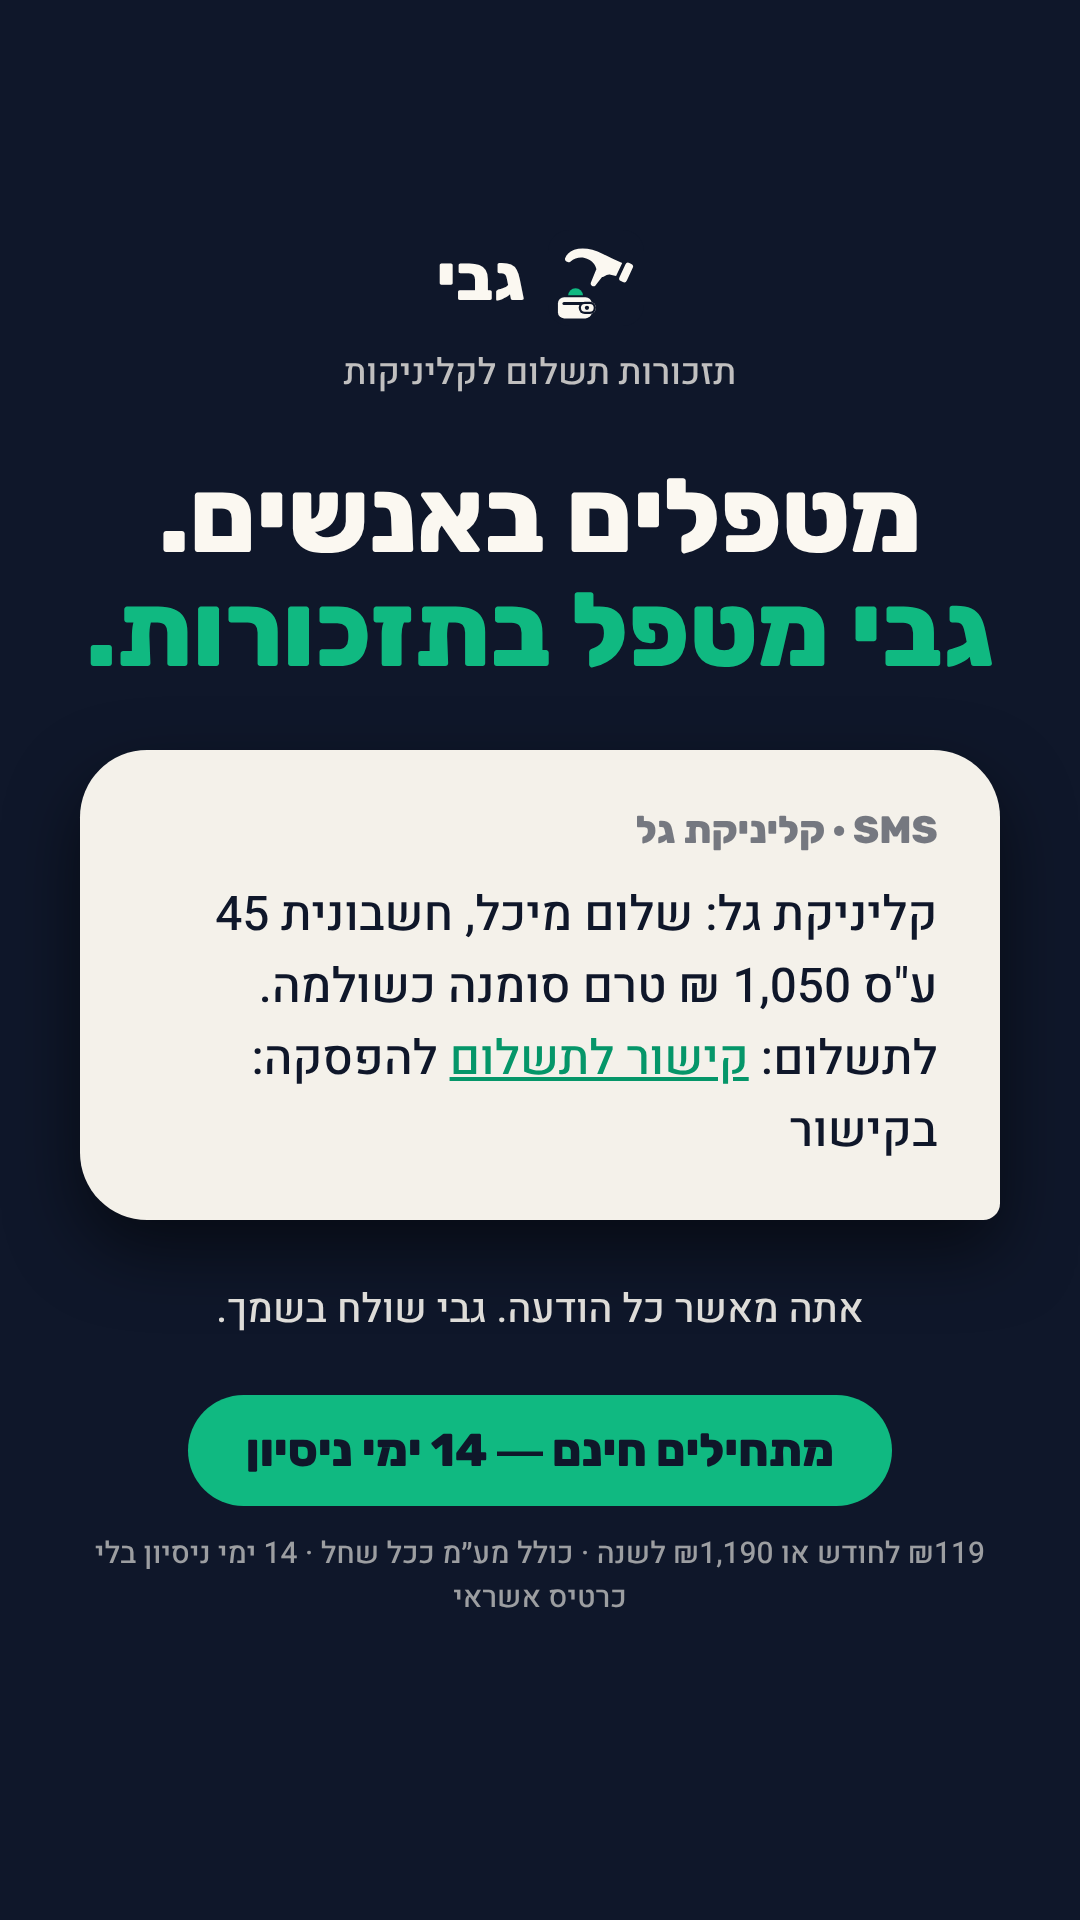 גבי
תזכורות תשלום לקליניקות
מטפלים באנשים.
גבי מטפל בתזכורות.
SMS • קליניקת גל
קליניקת גל: שלום מיכל, חשבונית 45
ע"ס 1,050 ₪ טרם סומנה כשולמה.
לתשלום: קישור לתשלום להפסקה:
בקישור
אתה מאשר כל הודעה. גבי שולח בשמך.
מתחילים חינם — 14 ימי ניסיון
₪119 לחודש או ₪1,190 לשנה · כולל מע״מ ככל שחל · 14 ימי ניסיון בלי
כרטיס אשראי